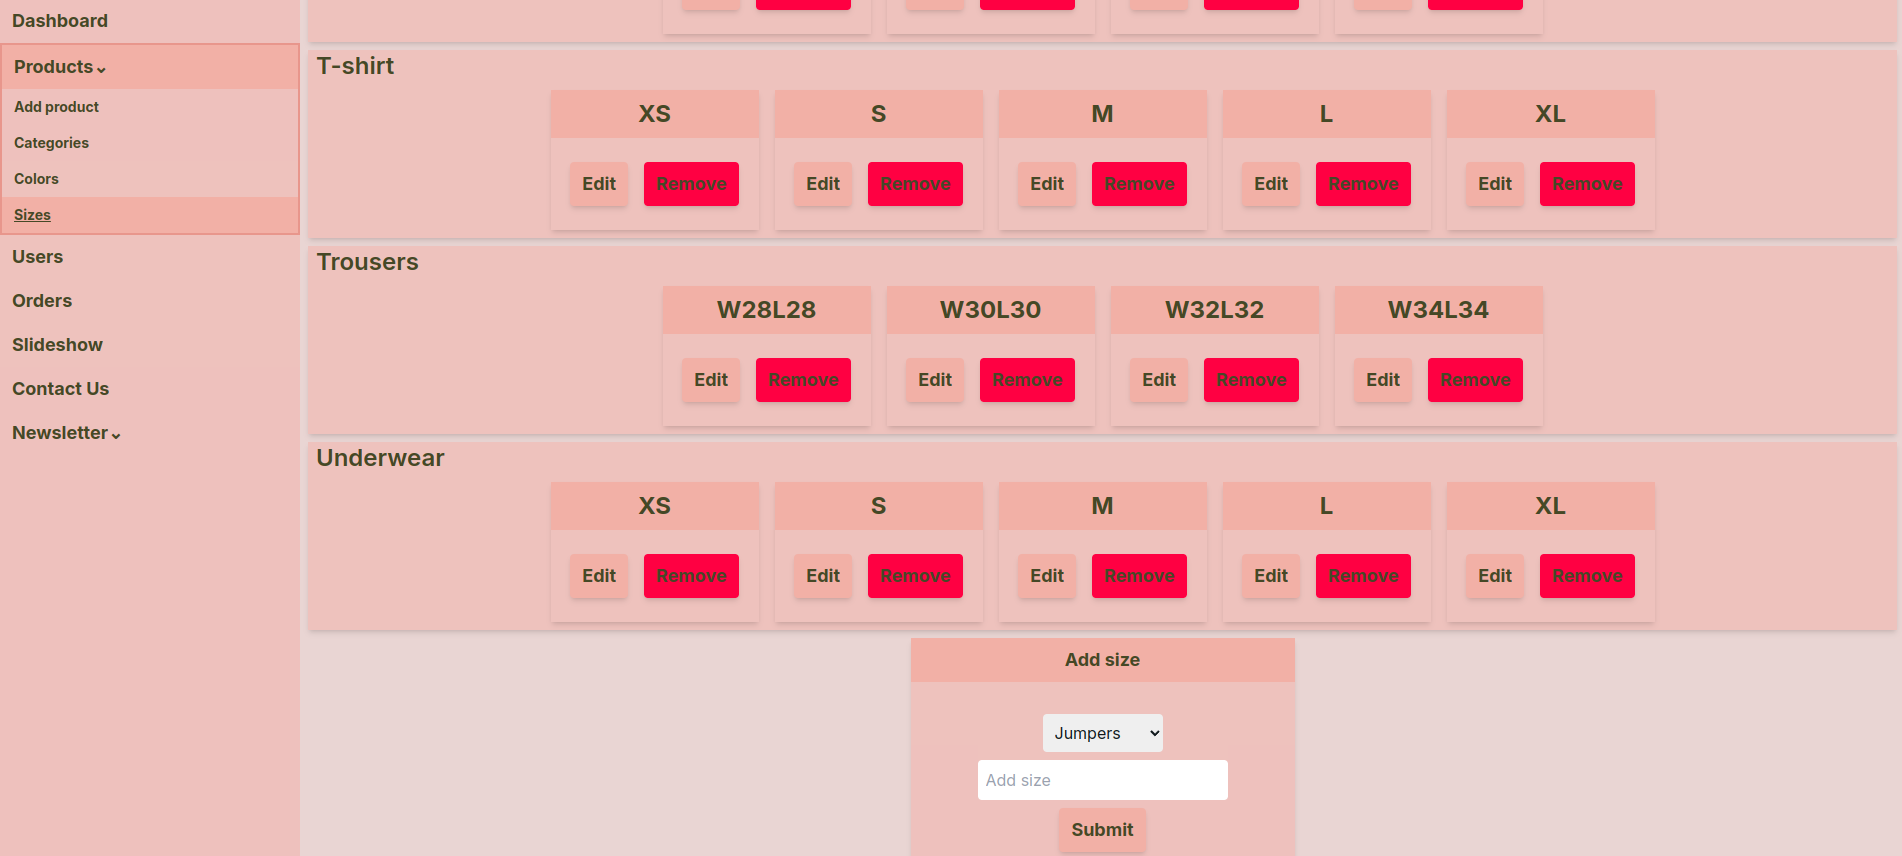 Dashboard
Products
Add product
Categories
Colors
Sizes
Users
Orders
Slideshow
Contact Us
Newsletter
T-shirt
XS S M L XL
Edit Remove Edit Remove Edit Remove Edit Remove Edit Remove
Trousers
W28L28 W30L30 W32L32 W34L34
Edit Remove Edit Remove Edit Remove Edit Remove
Underwear
XS S M L XL
Edit Remove Edit Remove Edit Remove Edit Remove Edit Remove
Add size
Jumpers
Add size
Submit